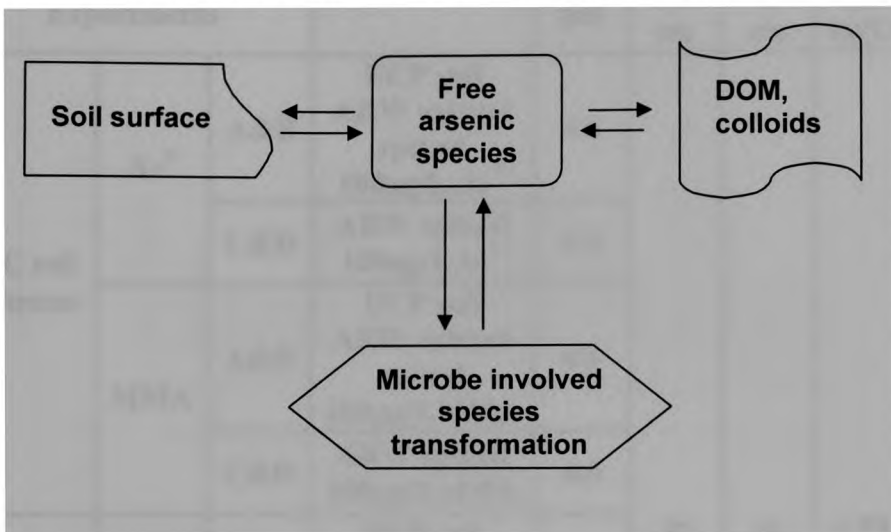 Soil surface
Free
arsenic
species
DOM,
colloids
Microbe involved
species
transformation